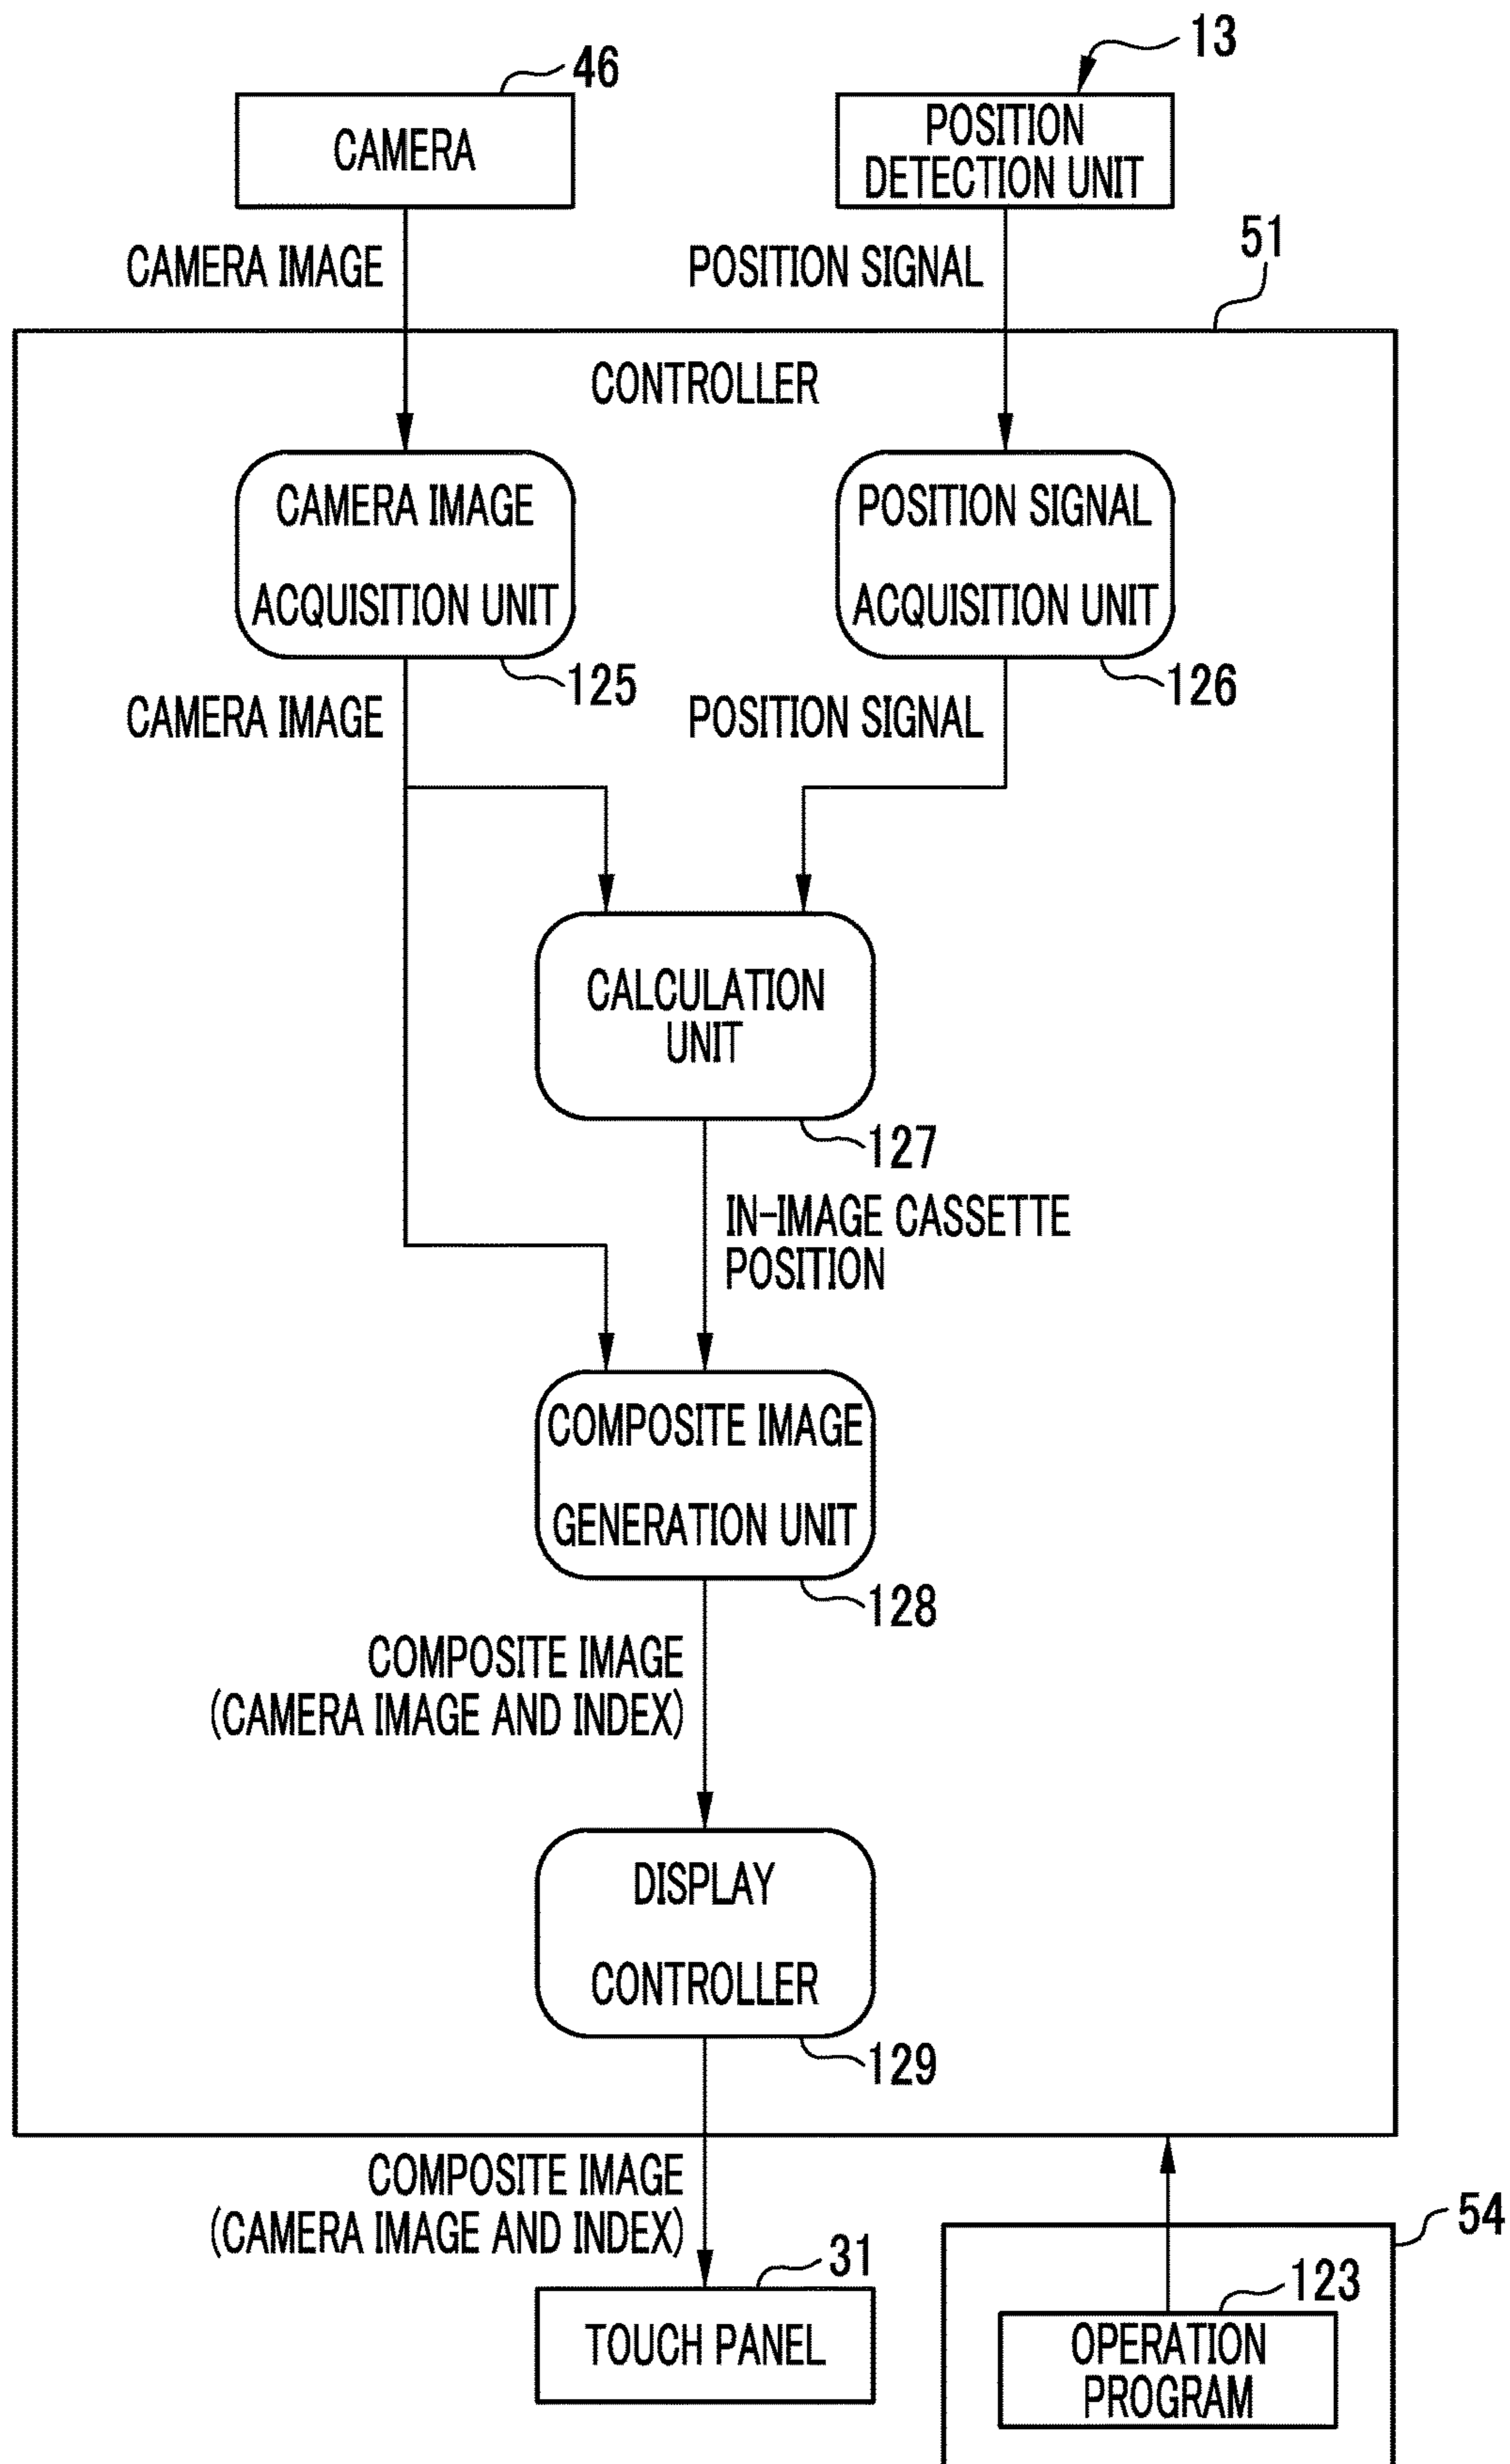 13
46
CAMERA
POSITION
DETECTION UNIT
CAMERA IMAGE
POSITION SIGNAL
51
CONTROLLER
CAMERA IMAGE
ACQUISITION UNIT
POSITION SIGNAL
ACQUISITION UNIT
125
126
CAMERA IMAGE
POSITION SIGNAL
CALCULATION
UNIT
127
IN-IMAGE CASSETTE
POSITION
COMPOSITE IMAGE
GENERATION UNIT
128
COMPOSITE IMAGE
(CAMERA IMAGE AND INDEX)
DISPLAY
CONTROLLER
129
COMPOSITE IMAGE
(CAMERA IMAGE AND INDEX)
54
31
TOUCH PANEL
123
OPERATION
PROGRAM